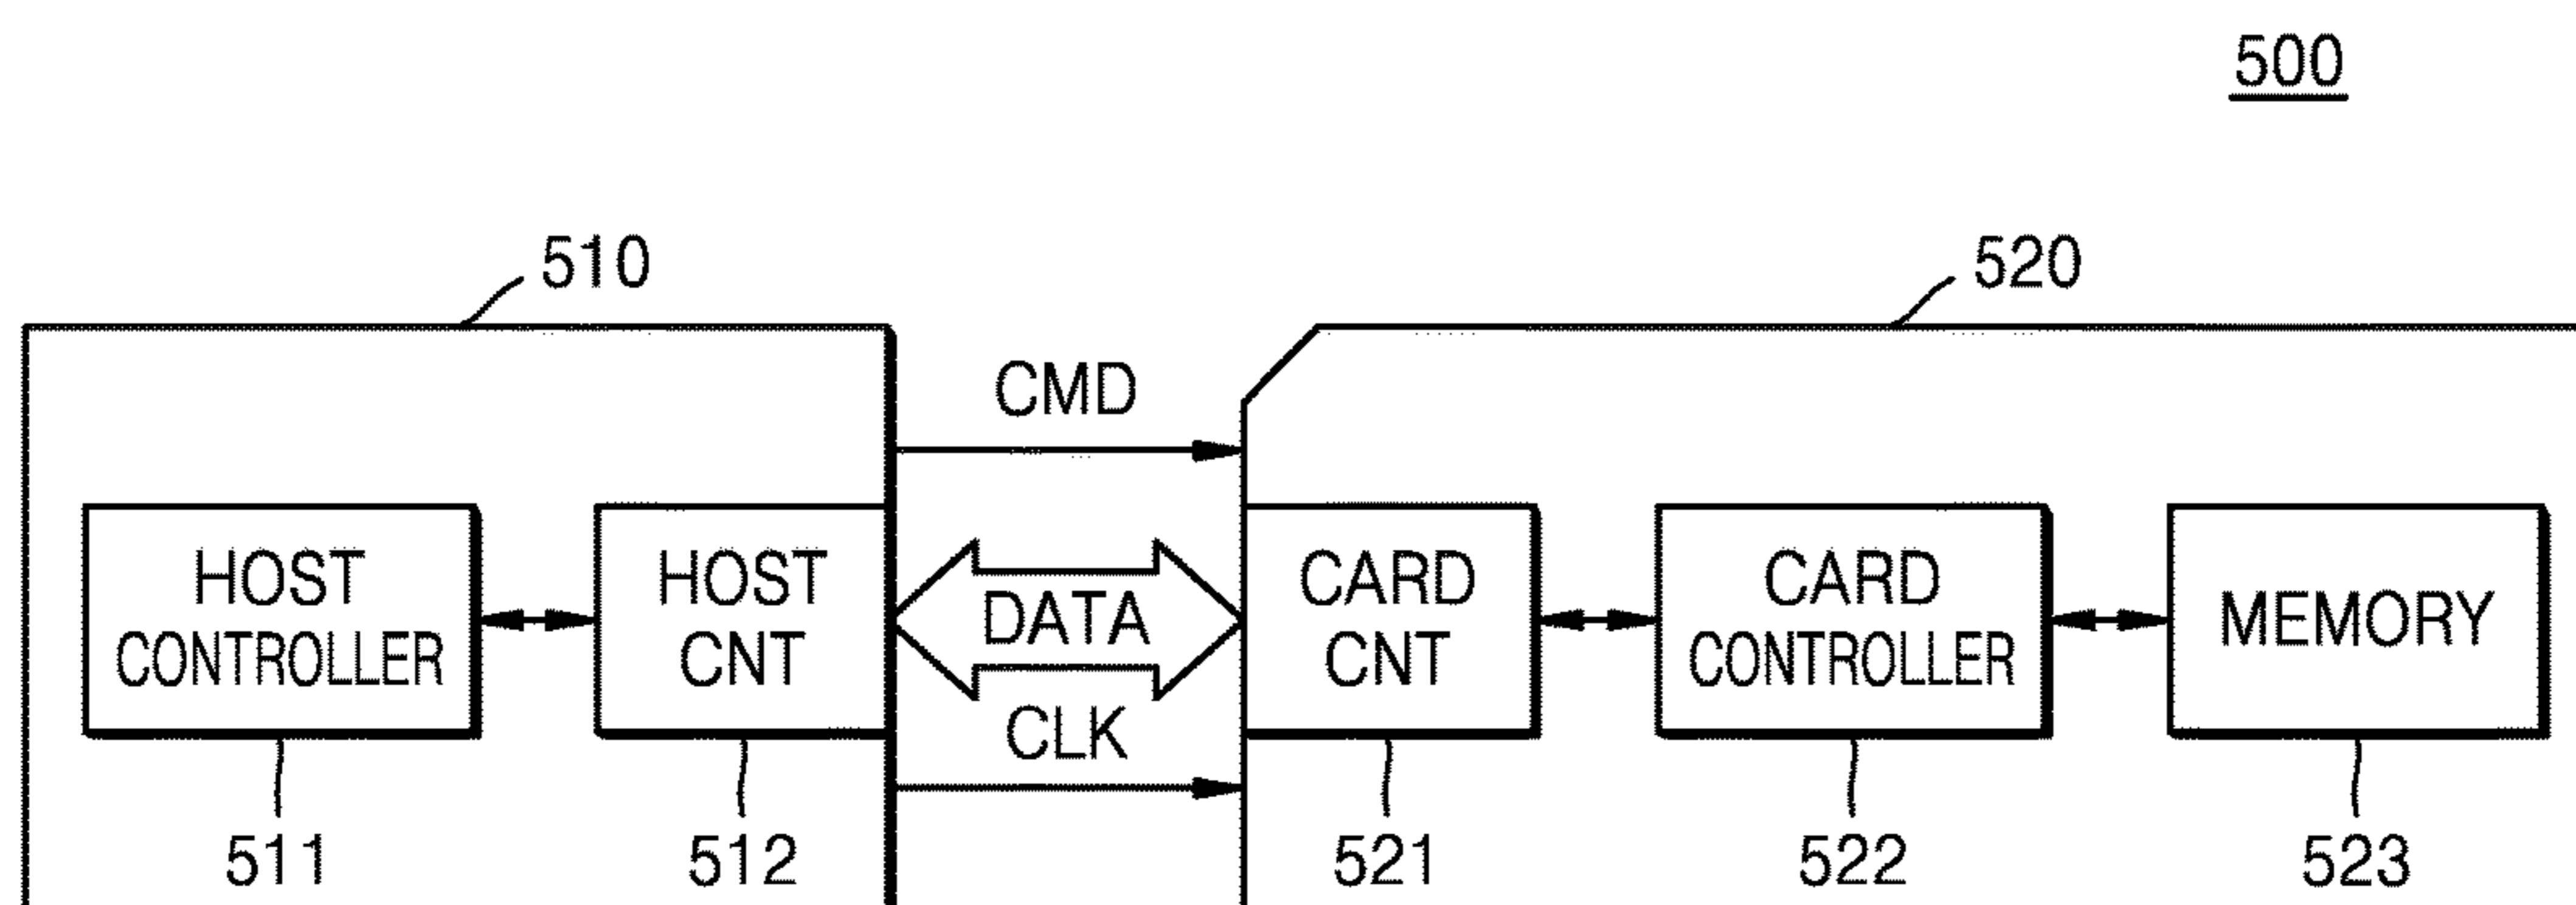 500
510
520
CMD
HOST
CONTROLLER
HOST
CNT
DATA
CLK
CARD
CNT
CARD
CONTROLLER
MEMORY
511
512
521
522
523